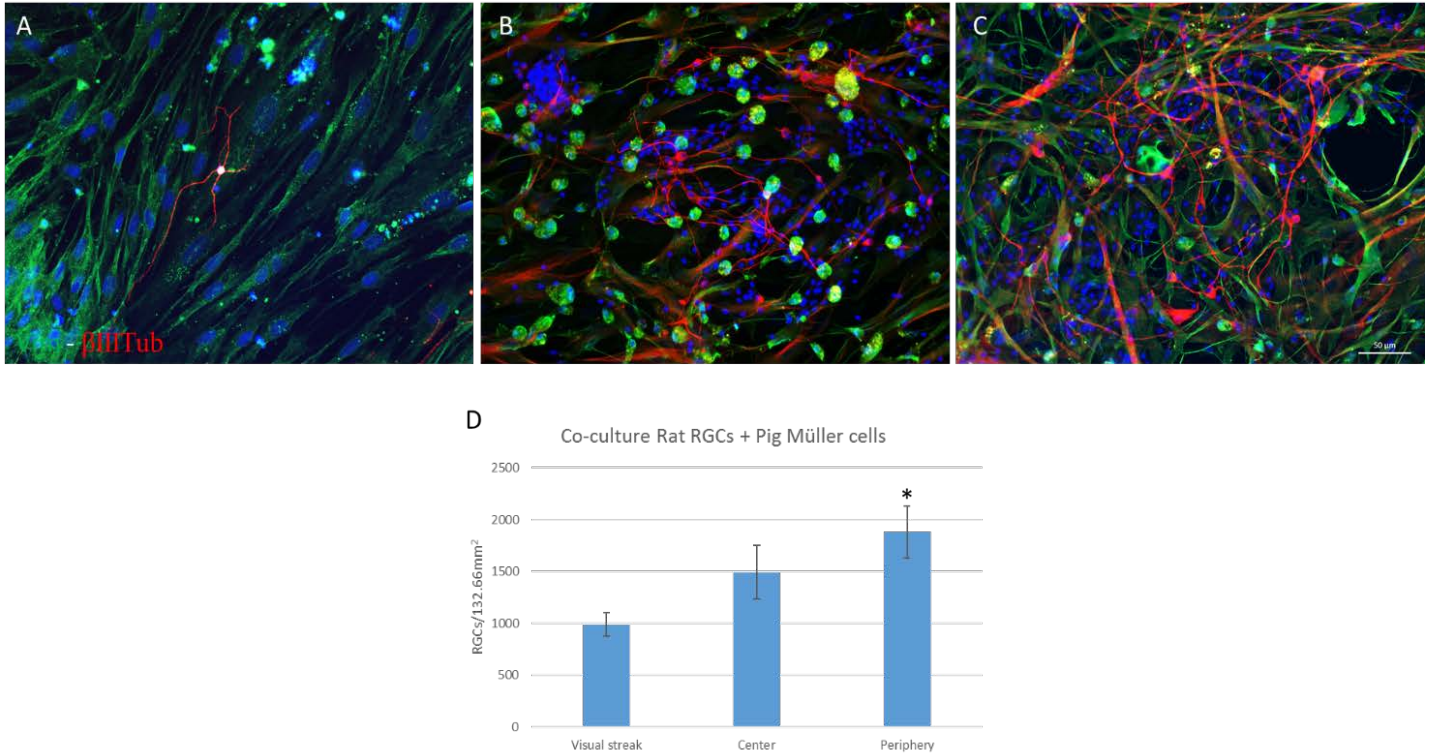 A
B
C
- βIIITub
50 µm
D
Co-culture Rat RGCs + Pig Müller cells
RGCs/132.66mm²
2500
*
2000
1500
1000
500
0
Visual streak
Center
Periphery